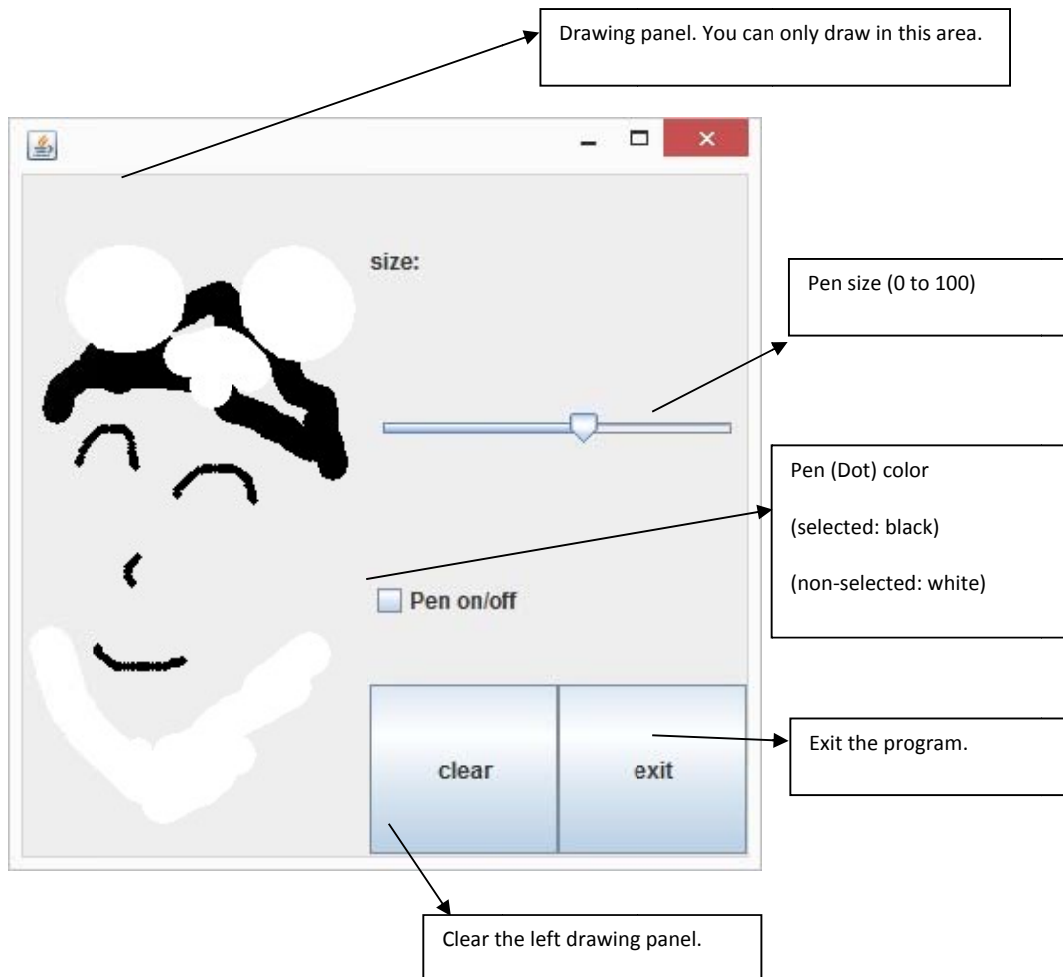 Drawing panel. You can only draw in this area.
size:
Pen size (0 to 100)
Pen (Dot) color
(selected: black)
(non-selected: white)
Pen on/off
Exit the program.
clear
exit
Clear the left drawing panel.